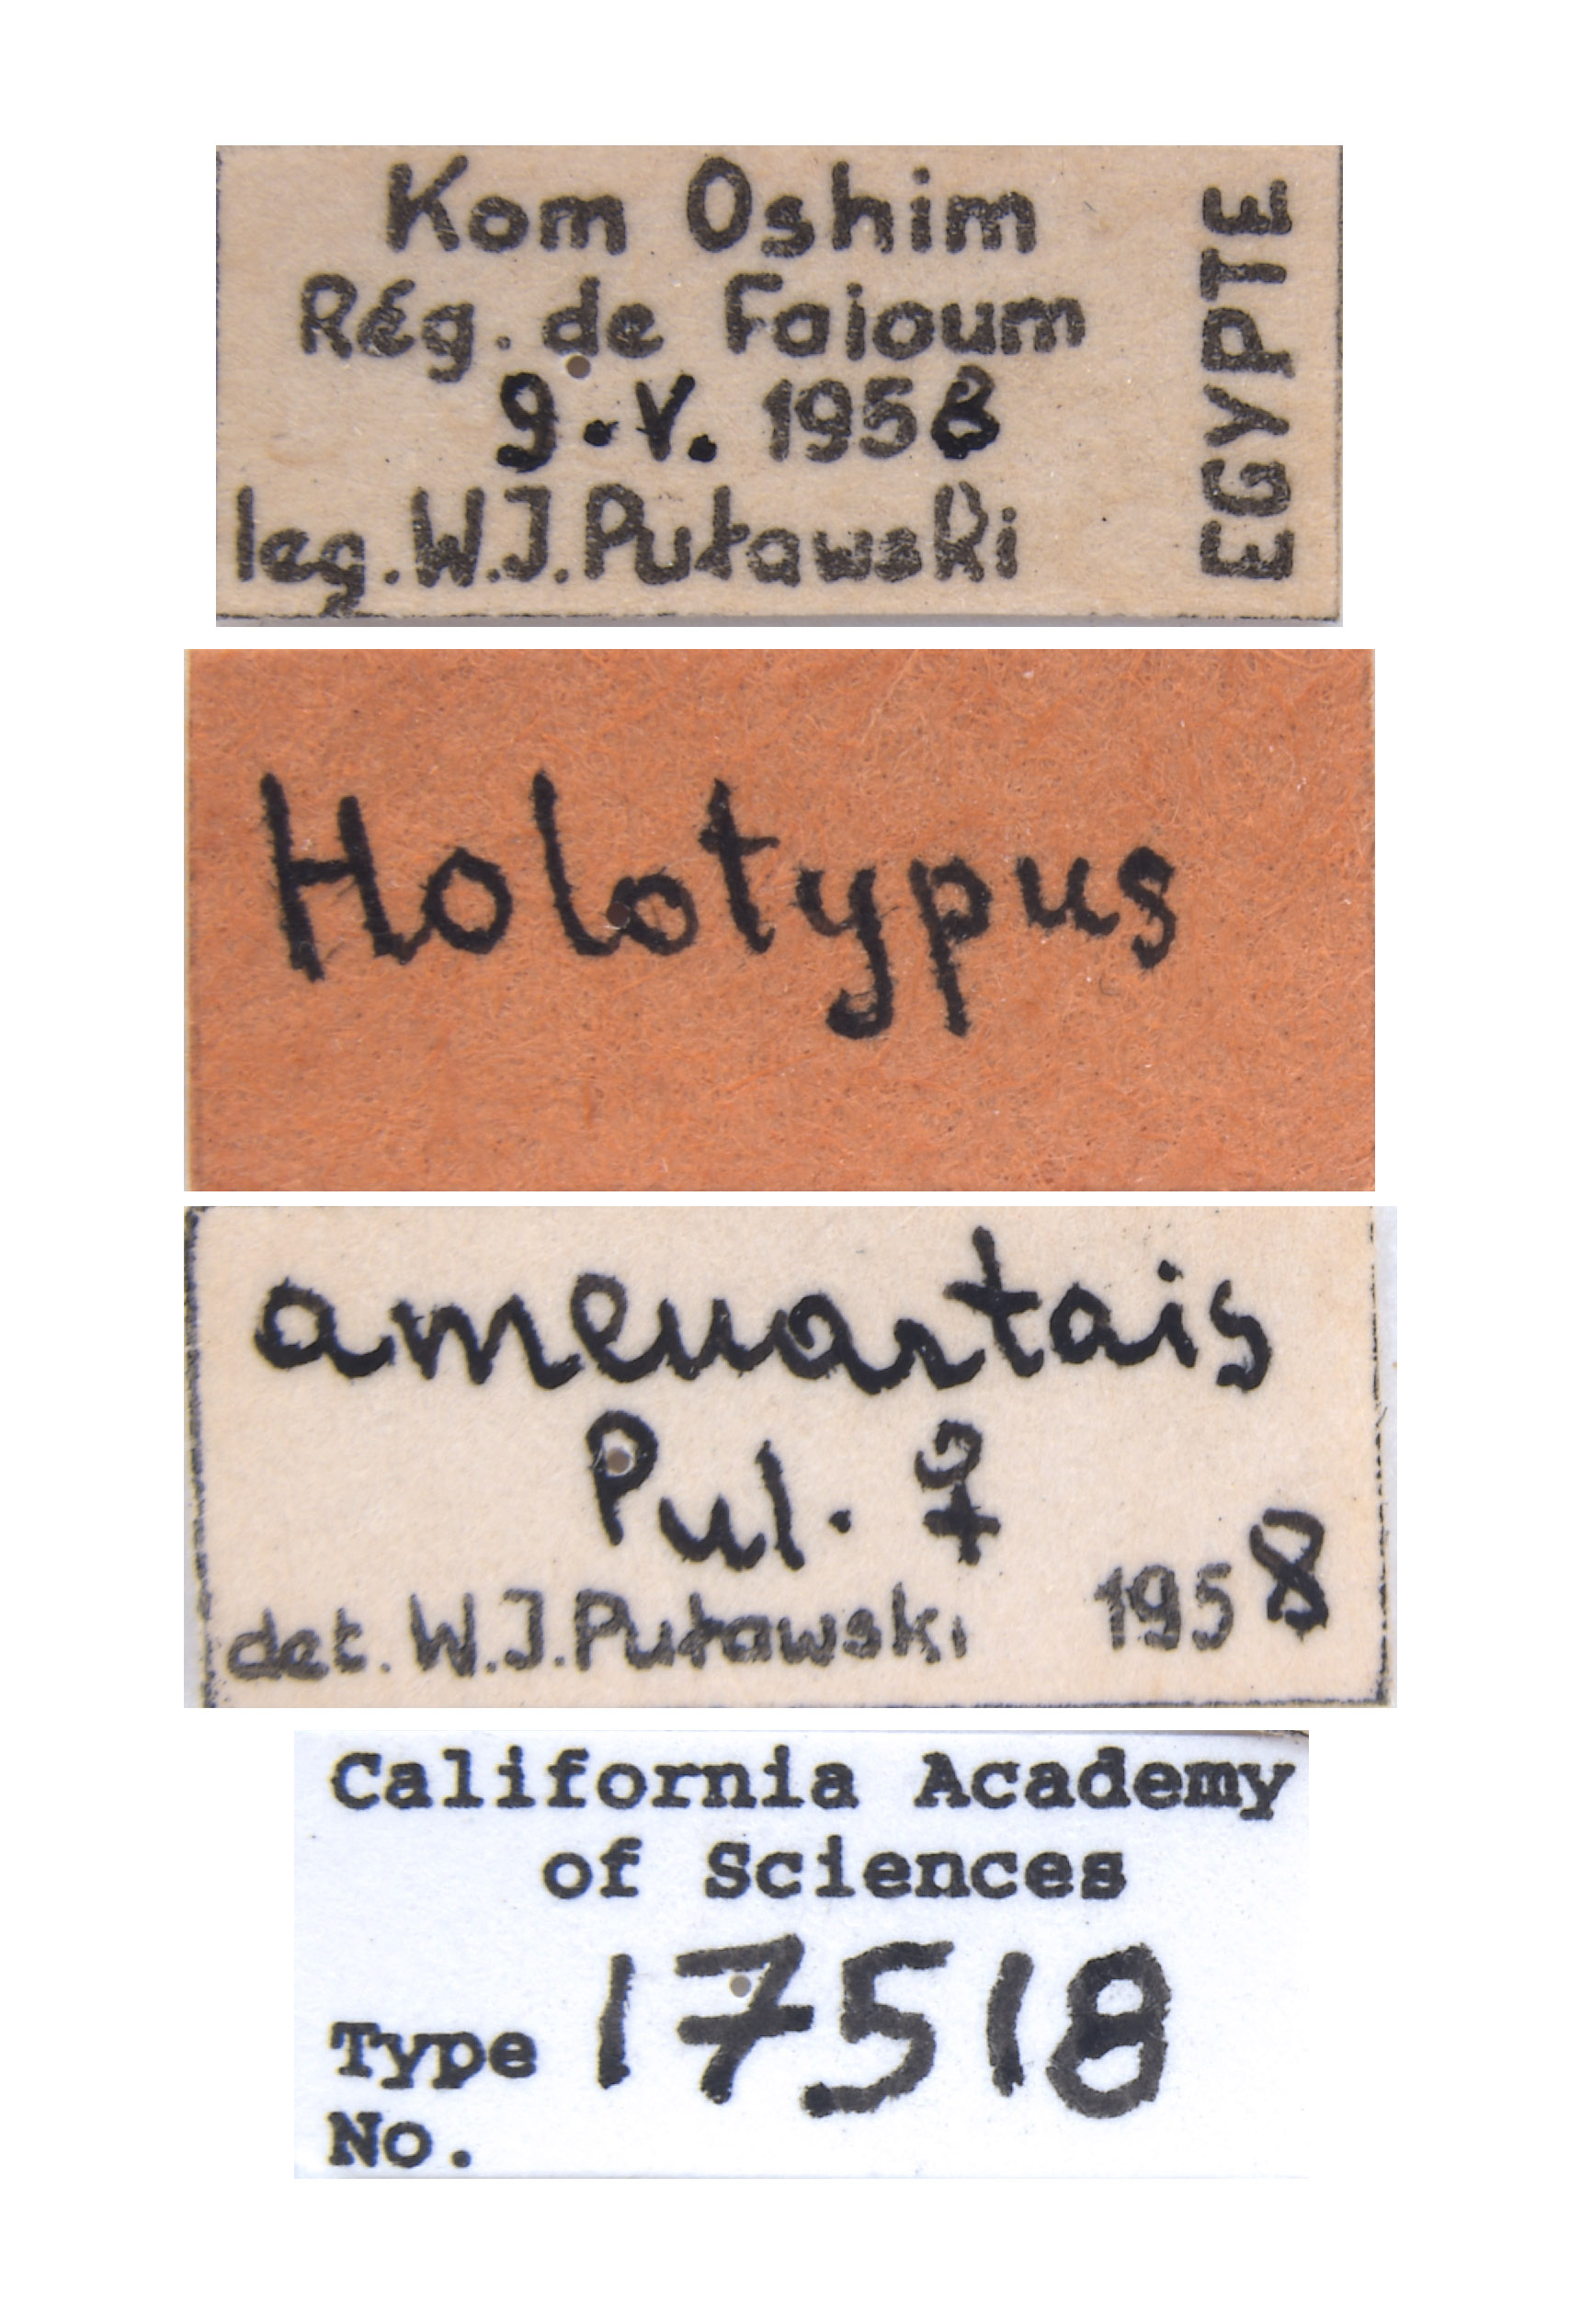 Kom Oshim
Rég. de Faioum
9.V. 1958
leg. W.J.Puławski
EGYPTE
Holotypus
amenartais
Pul. ♀
det. W.J.Puławski 1958
California Academy
of Sciences
Type 17518
No.